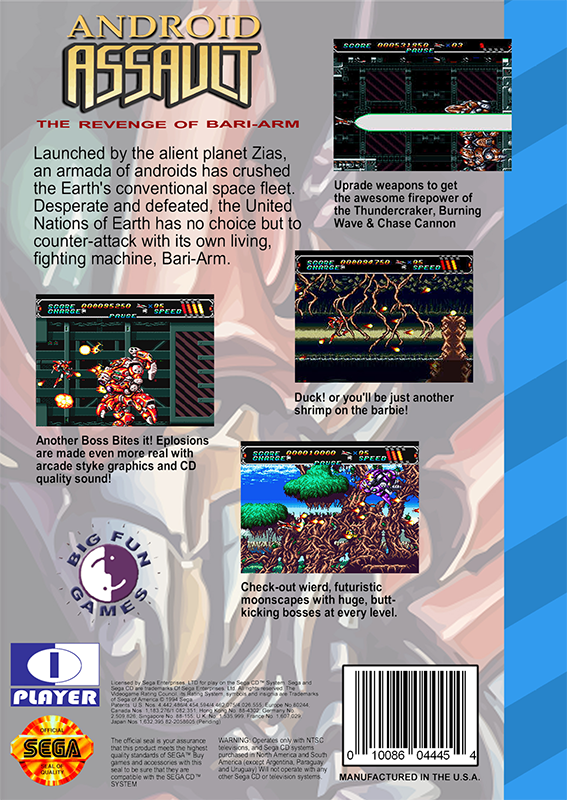 ANDROID
ASSAULT
THE REVENGE OF BARI-ARM
Launched by the alient planet Zias,
an armada of androids has crushed
the Earth's conventional space fleet.
Desperate and defeated, the United
Nations of Earth has no choice but to
counter-attack with its own living,
fighting machine, Bari-Arm.
SCORE 000531850 03
PAUSE
Uprade weapons to get
the awesome firepower of
the Thundercraker, Burning
Wave & Chase Cannon
SCORE 000084750 05
CHARGE SPEED
PAUSE
Duck! or you'll be just another
shrimp on the barbie!
SCORE 000085250 05
CHARGE SPEED
PAUSE
Another Boss Bites it! Eplosions
are made even more real with
arcade styke graphics and CD
quality sound!
SCORE 000010000 05
CHARGE SPEED
PAUSE
Check-out wierd, futuristic
moonscapes with huge, butt-
kicking bosses at every level.
BIG FUN
GAMES
1
PLAYER
Licensed by Sega Enterprises, LTD for play on the Sega CD™ System. Sega and
Sega CD are trademarks Of Sega Enterprises, Ltd. All rights reserved. The
Videogame Rating Council, its Rating System, symbols and insignia are Trademarks
of Sega of America © 1994 Sega
Patents: U.S. Nos. 4,442,486/4,454,594/4,462,076/4,026,555; Europe No.80244;
Canada Nos. 1,183,276/1,082,351; Hong Kong No. 88-4302; Germany No.
2,609,826; Singapore No. 88-155; U.K. No. 1,535,999; France No. 1,607,029;
Japan Nos 1,632,396
OFFICIAL
SEGA
SEAL OF
QUALITY
The official seal is your assurance
that this product meets the highest
quality standards of SEGA™ Buy
games and accessories with this
seal to be sure that they are
compatible with the SEGA CD™
SYSTEM
WARNING: Operates only with NTSC
televisions, and Sega CD systems
purchased in North America and South
America (except Argentina, Paraguay
and Uruguay) Will not operate with any
other Sega CD or television systems.
0 10086 04445 4
MANUFACTURED IN THE U.S.A.